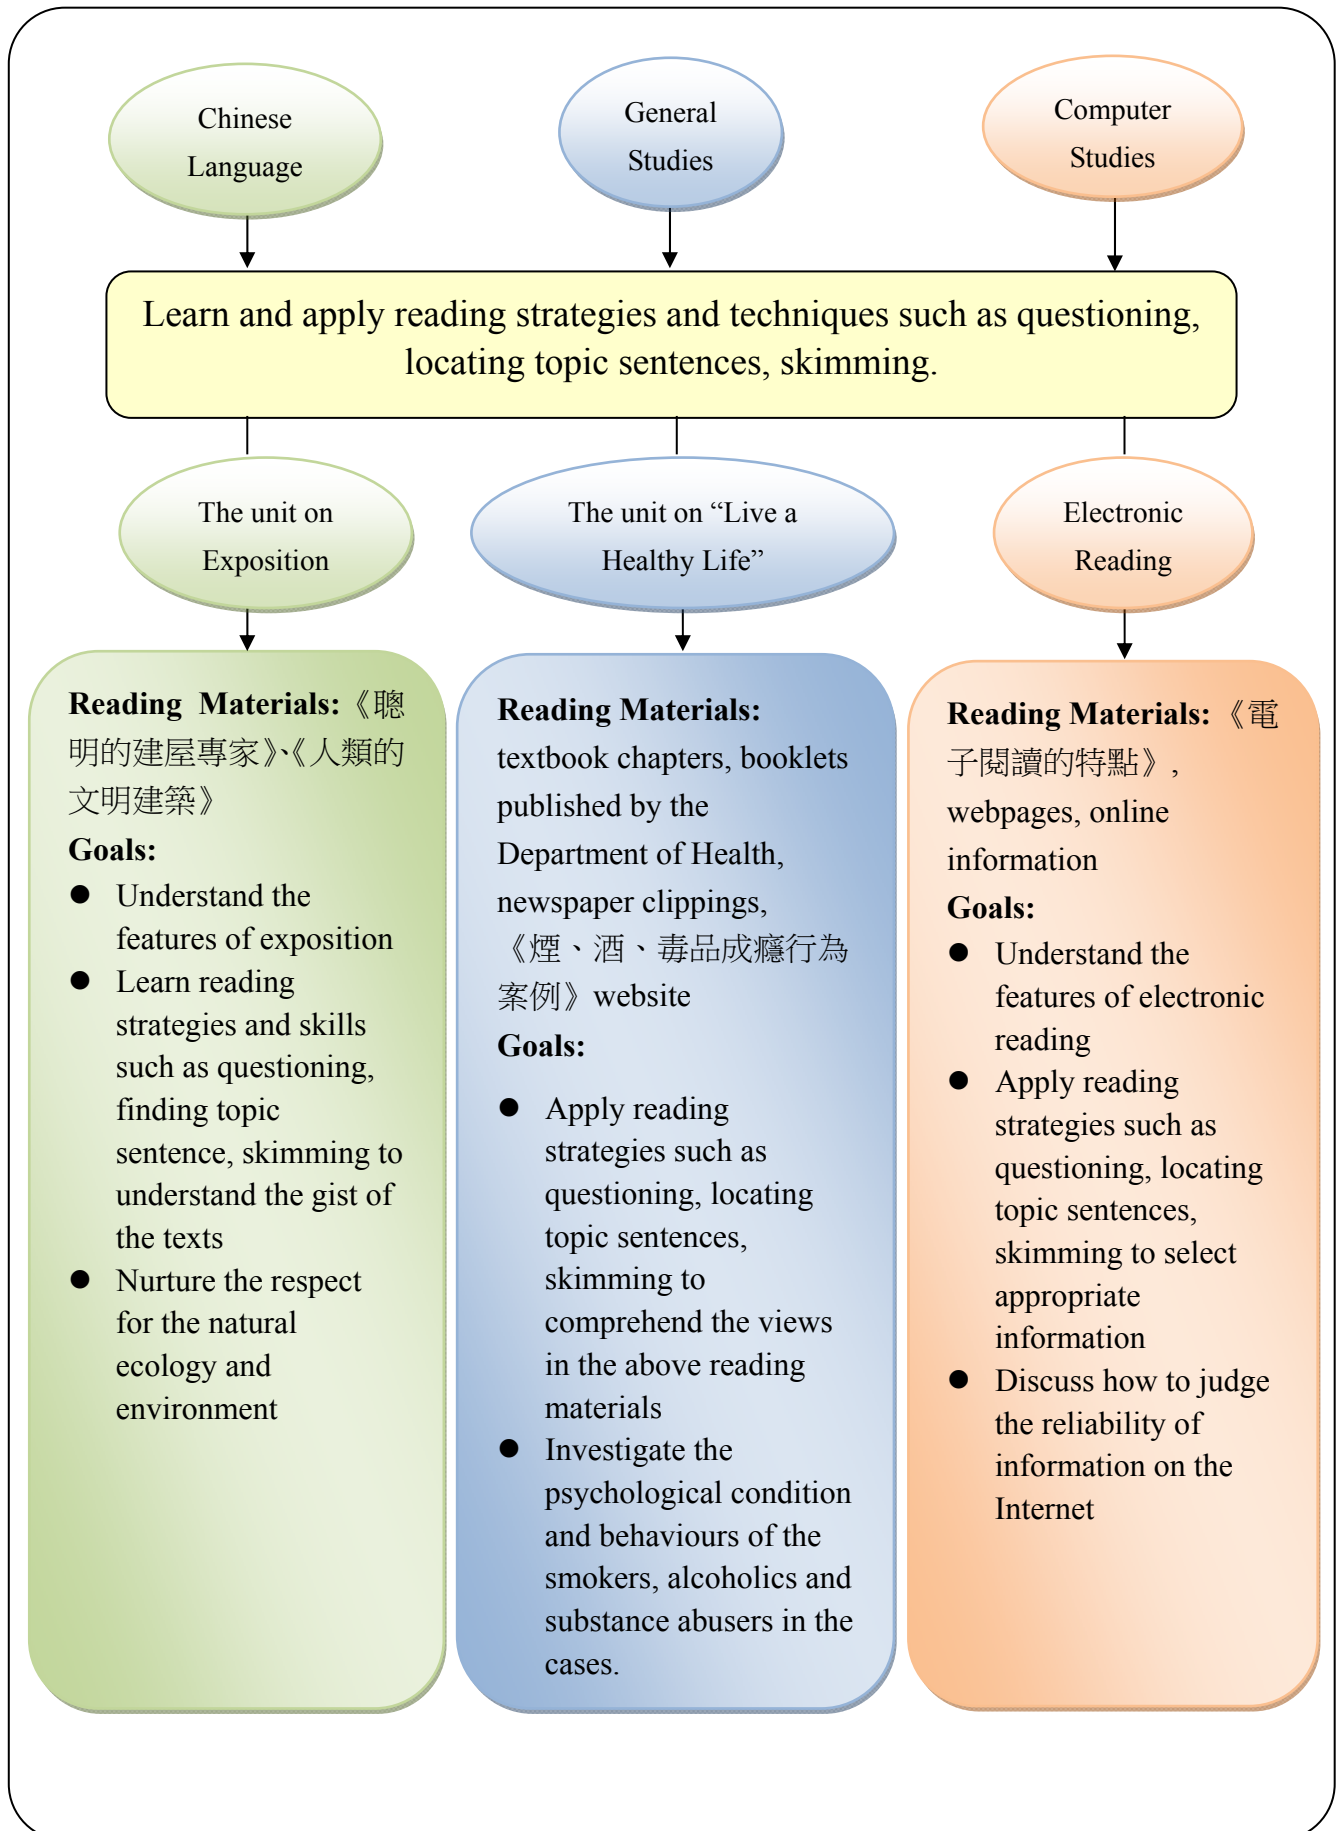 Chinese
Language
General
Studies
Computer
Studies
Learn and apply reading strategies and techniques such as questioning,
locating topic sentences, skimming.
The unit on
Exposition
The unit on “Live a
Healthy Life”
Electronic
Reading
Reading Materials:《聰
明的建屋專家》、《人類的
文明建築》
Goals:
● Understand the
features of exposition
● Learn reading
strategies and skills
such as questioning,
finding topic
sentence, skimming to
understand the gist of
the texts
● Nurture the respect
for the natural
ecology and
environment
Reading Materials:
textbook chapters, booklets
published by the
Department of Health,
newspaper clippings,
《煙、酒、毒品成癮行為
案例》website
Goals:
● Apply reading
strategies such as
questioning, locating
topic sentences,
skimming to
comprehend the views
in the above reading
materials
● Investigate the
psychological condition
and behaviours of the
smokers, alcoholics and
substance abusers in the
cases.
Reading Materials: 《電
子閱讀的特點》,
webpages, online
information
Goals:
● Understand the
features of electronic
reading
● Apply reading
strategies such as
questioning, locating
topic sentences,
skimming to select
appropriate
information
● Discuss how to judge
the reliability of
information on the
Internet